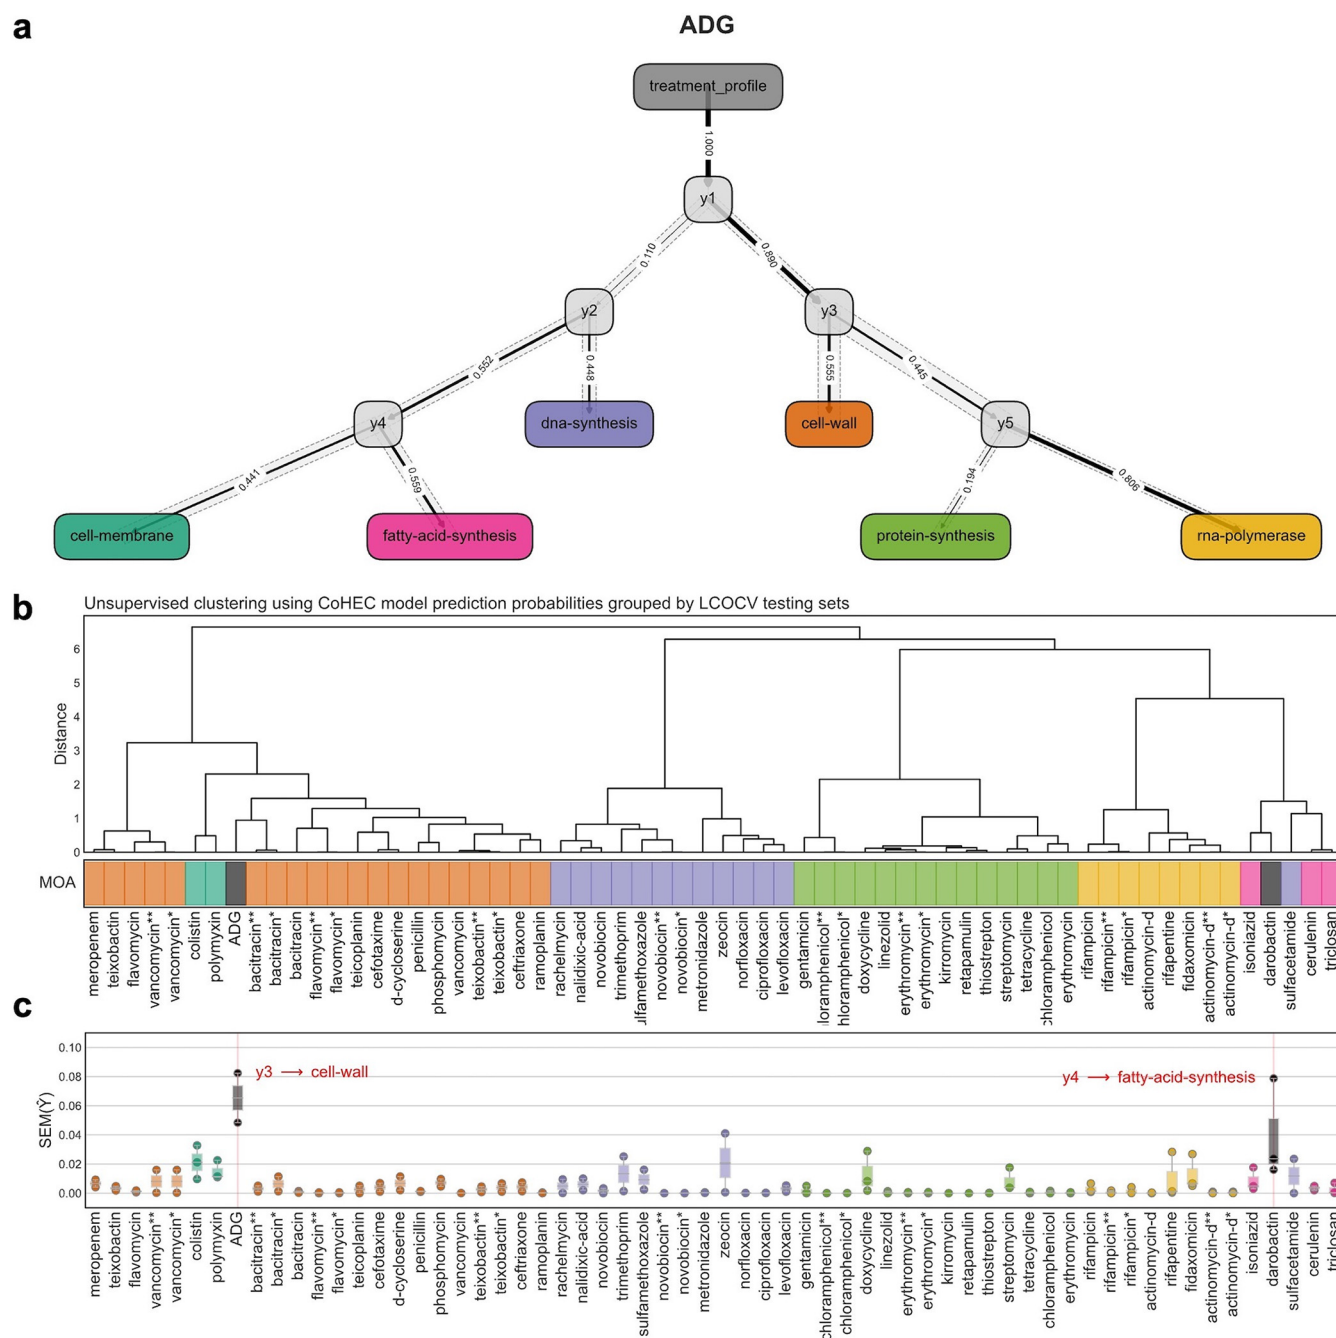 a
ADG
treatment_profile
1.000
y1
0.110
0.890
y2
y3
0.552
0.448
0.555
0.445
y4
dna-synthesis
cell-wall
y5
0.441
0.559
0.194
0.806
cell-membrane
fatty-acid-synthesis
protein-synthesis
rna-polymerase
b
Unsupervised clustering using CoHEC model prediction probabilities grouped by LCOCV testing sets
Distance
6
5
4
3
2
1
0
MOA
meropenem
teixobactin
flavomycin
vancomycin**
vancomycin*
colistin
polymyxin
ADG
bacitracin**
bacitracin*
bacitracin
flavomycin**
flavomycin*
teicoplanin
cefotaxime
d-cycloserine
penicillin
phosphomycin
vancomycin
teixobactin**
teixobactin*
ceftriaxone
ramoplanin
rachelmycin
nalidixic-acid
novobiocin
trimethoprim
ulfamethoxazole
novobiocin**
novobiocin*
metronidazole
zeocin
norfloxacin
ciprofloxacin
levofloxacin
gentamicin
loramphenicol**
hloramphenicol*
doxycycline
linezolid
erythromycin**
erythromycin*
kirromycin
retapamulin
thiostrepton
streptomycin
tetracycline
chloramphenicol
erythromycin
rifampicin
rifampicin**
rifampicin*
actinomycin-d
rifapentine
fidaxomicin
actinomycin-d**
actinomycin-d*
isoniazid
darobactin
sulfacetamide
cerulenin
triclosan
c
SEM(Ŷ)
0.10
0.08
0.06
0.04
0.02
0.00
y3 → cell-wall
y4 → fatty-acid-synthesis
meropenem
teixobactin
flavomycin
vancomycin**
vancomycin*
colistin
polymyxin
ADG
bacitracin**
bacitracin*
bacitracin
flavomycin**
flavomycin*
teicoplanin
cefotaxime
d-cycloserine
penicillin
phosphomycin
vancomycin
teixobactin**
teixobactin*
ceftriaxone
ramoplanin
rachelmycin
nalidixic-acid
novobiocin
trimethoprim
sulfamethoxazole
novobiocin**
novobiocin*
metronidazole
zeocin
norfloxacin
ciprofloxacin
levofloxacin
gentamicin
chloramphenicol**
chloramphenicol*
doxycycline
linezolid
erythromycin**
erythromycin*
kirromycin
retapamulin
thiostrepton
streptomycin
tetracycline
chloramphenicol
erythromycin
rifampicin
rifampicin**
rifampicin*
actinomycin-d
rifapentine
fidaxomicin
actinomycin-d**
actinomycin-d*
isoniazid
darobactin
sulfacetamide
cerulenin
triclosan